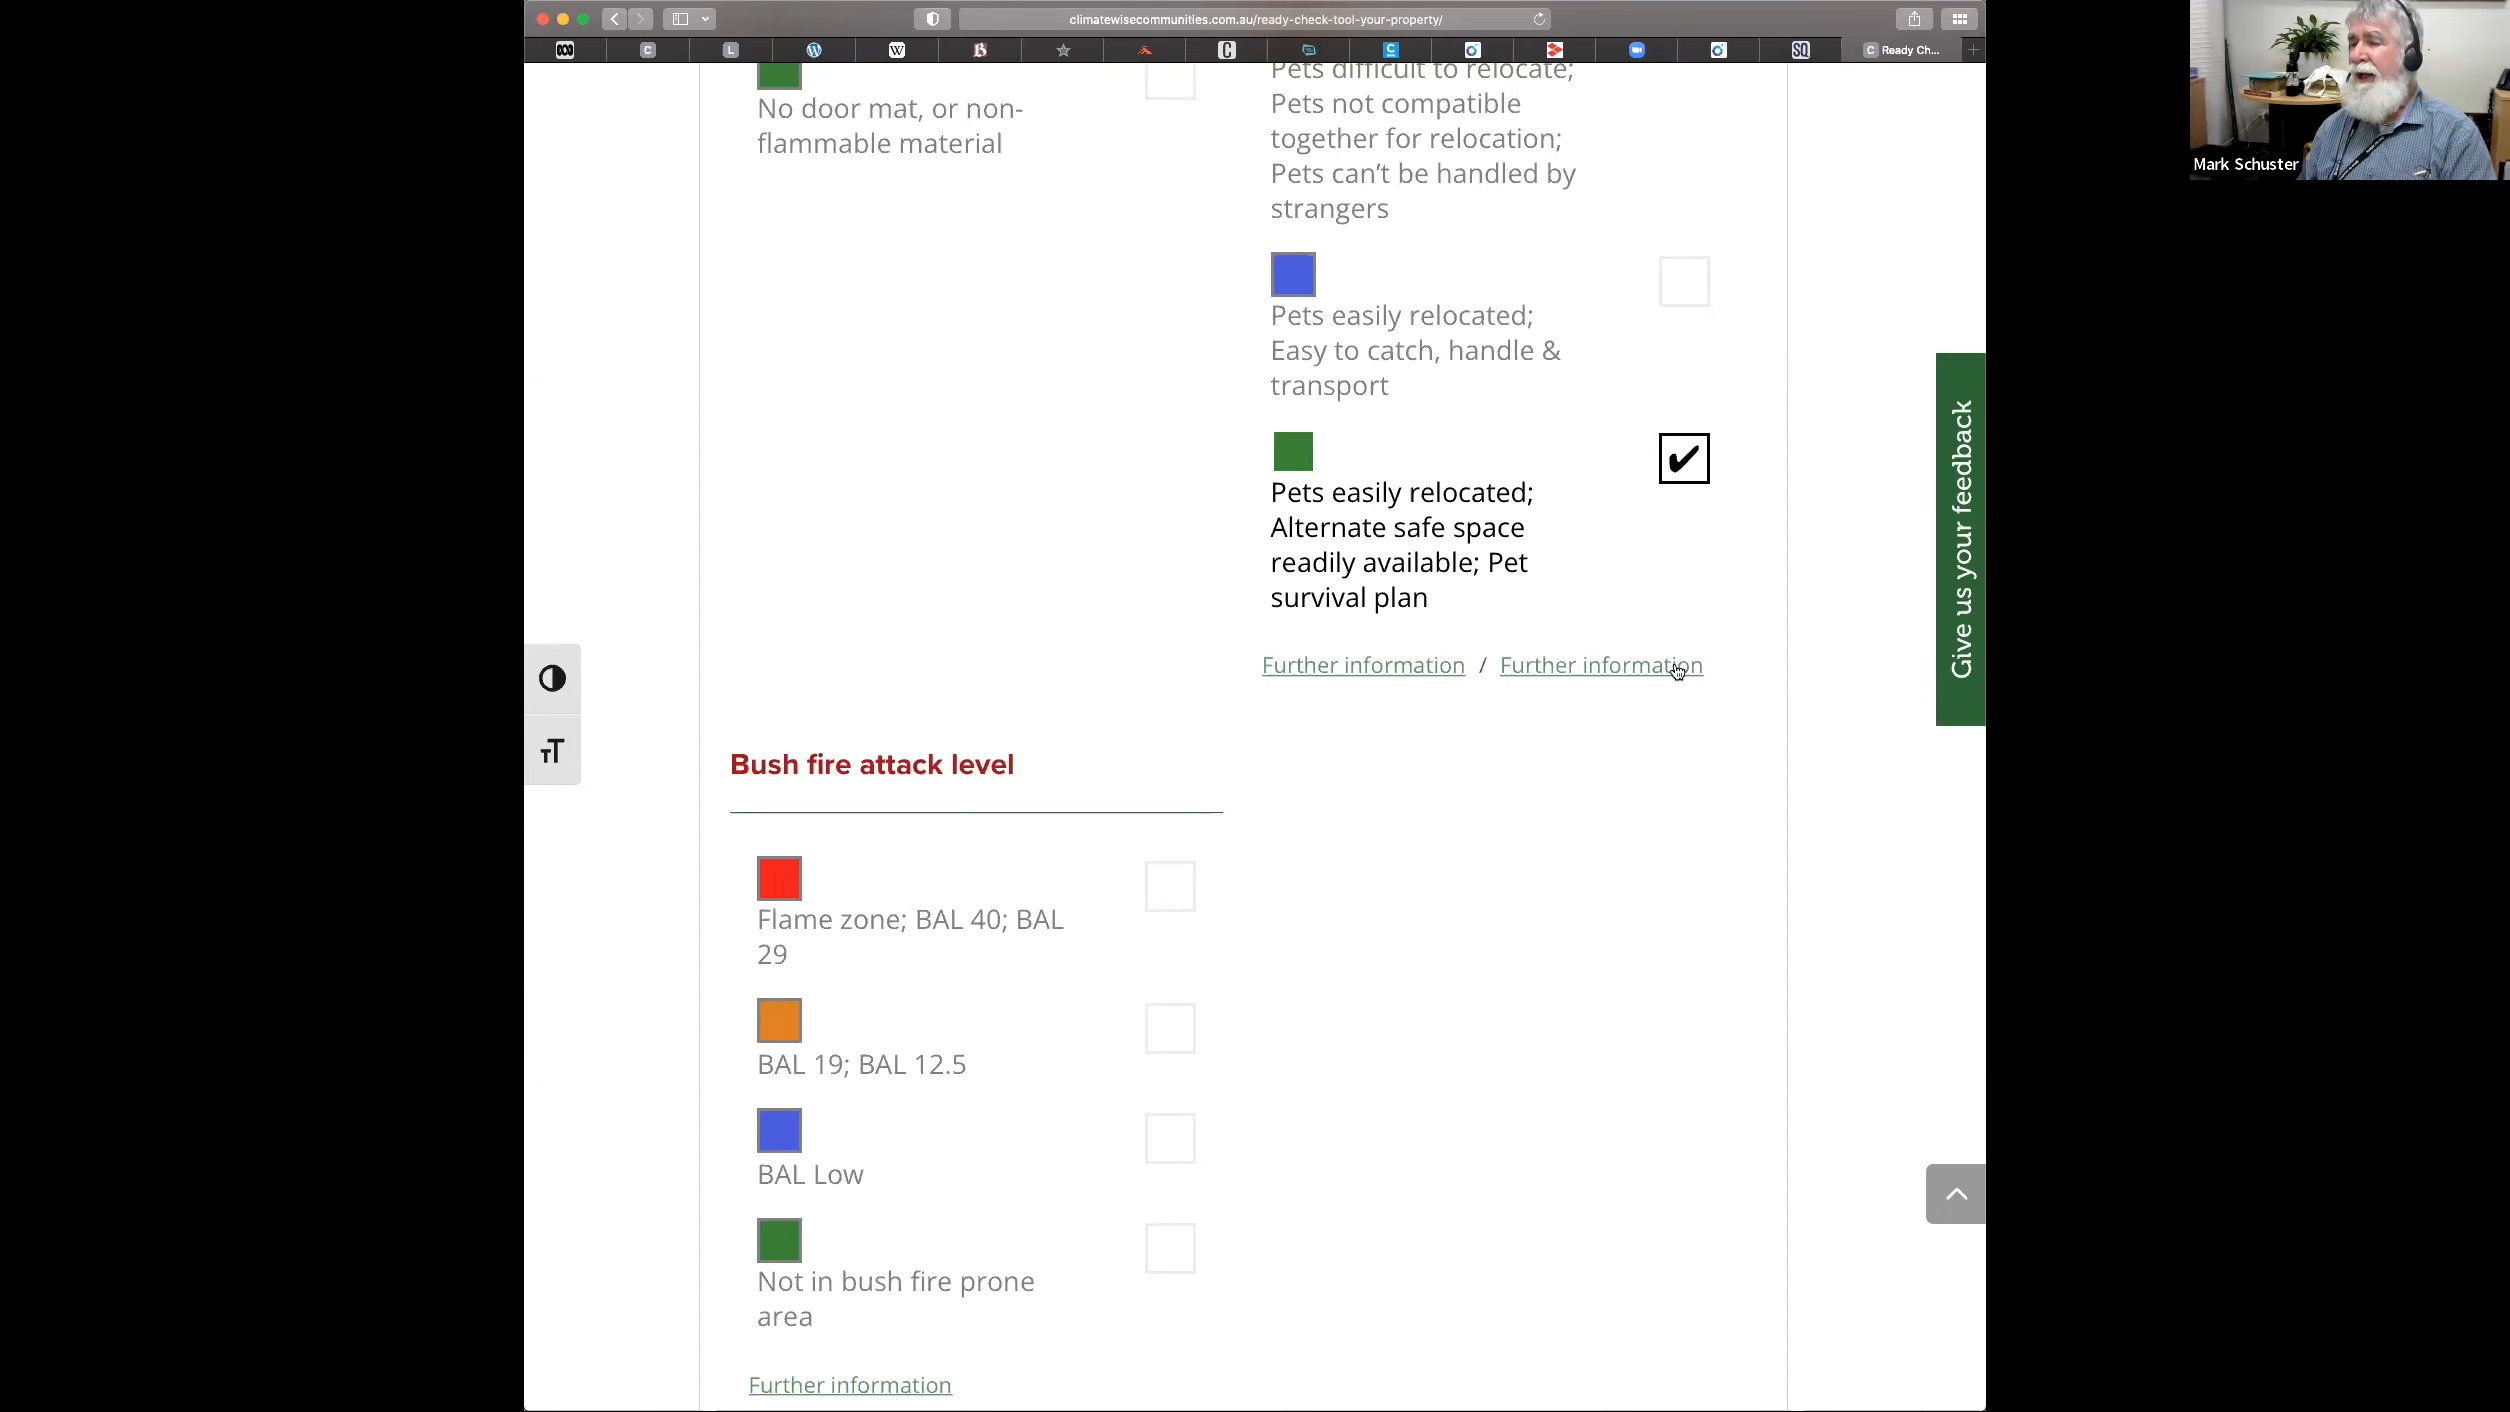 climatewisecommunities.com.au/ready-check-tool-your-property/
C
L
W
C
C
SQ
C Ready Ch...
Mark Schuster
No door mat, or non-
flammable material
Pets difficult to relocate;
Pets not compatible
together for relocation;
Pets can't be handled by
strangers
Pets easily relocated;
Easy to catch, handle &
transport
Pets easily relocated;
Alternate safe space
readily available; Pet
survival plan
Further information / Further information
Give us your feedback
TT
Bush fire attack level
Flame zone; BAL 40; BAL
29
BAL 19; BAL 12.5
BAL Low
Not in bush fire prone
area
Further information